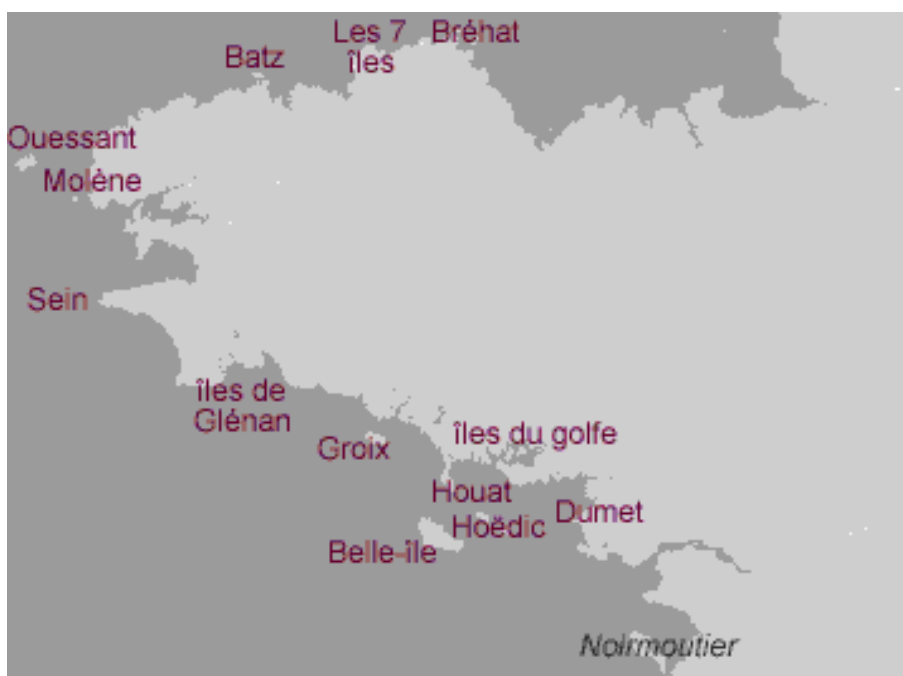 Les 7
îles
Bréhat
Batz
Ouessant
Molène
Sein
îles de
Glénan
Groix
îles du golfe
Houat
Hoëdic
Dumet
Belle-île
Noirmoutier